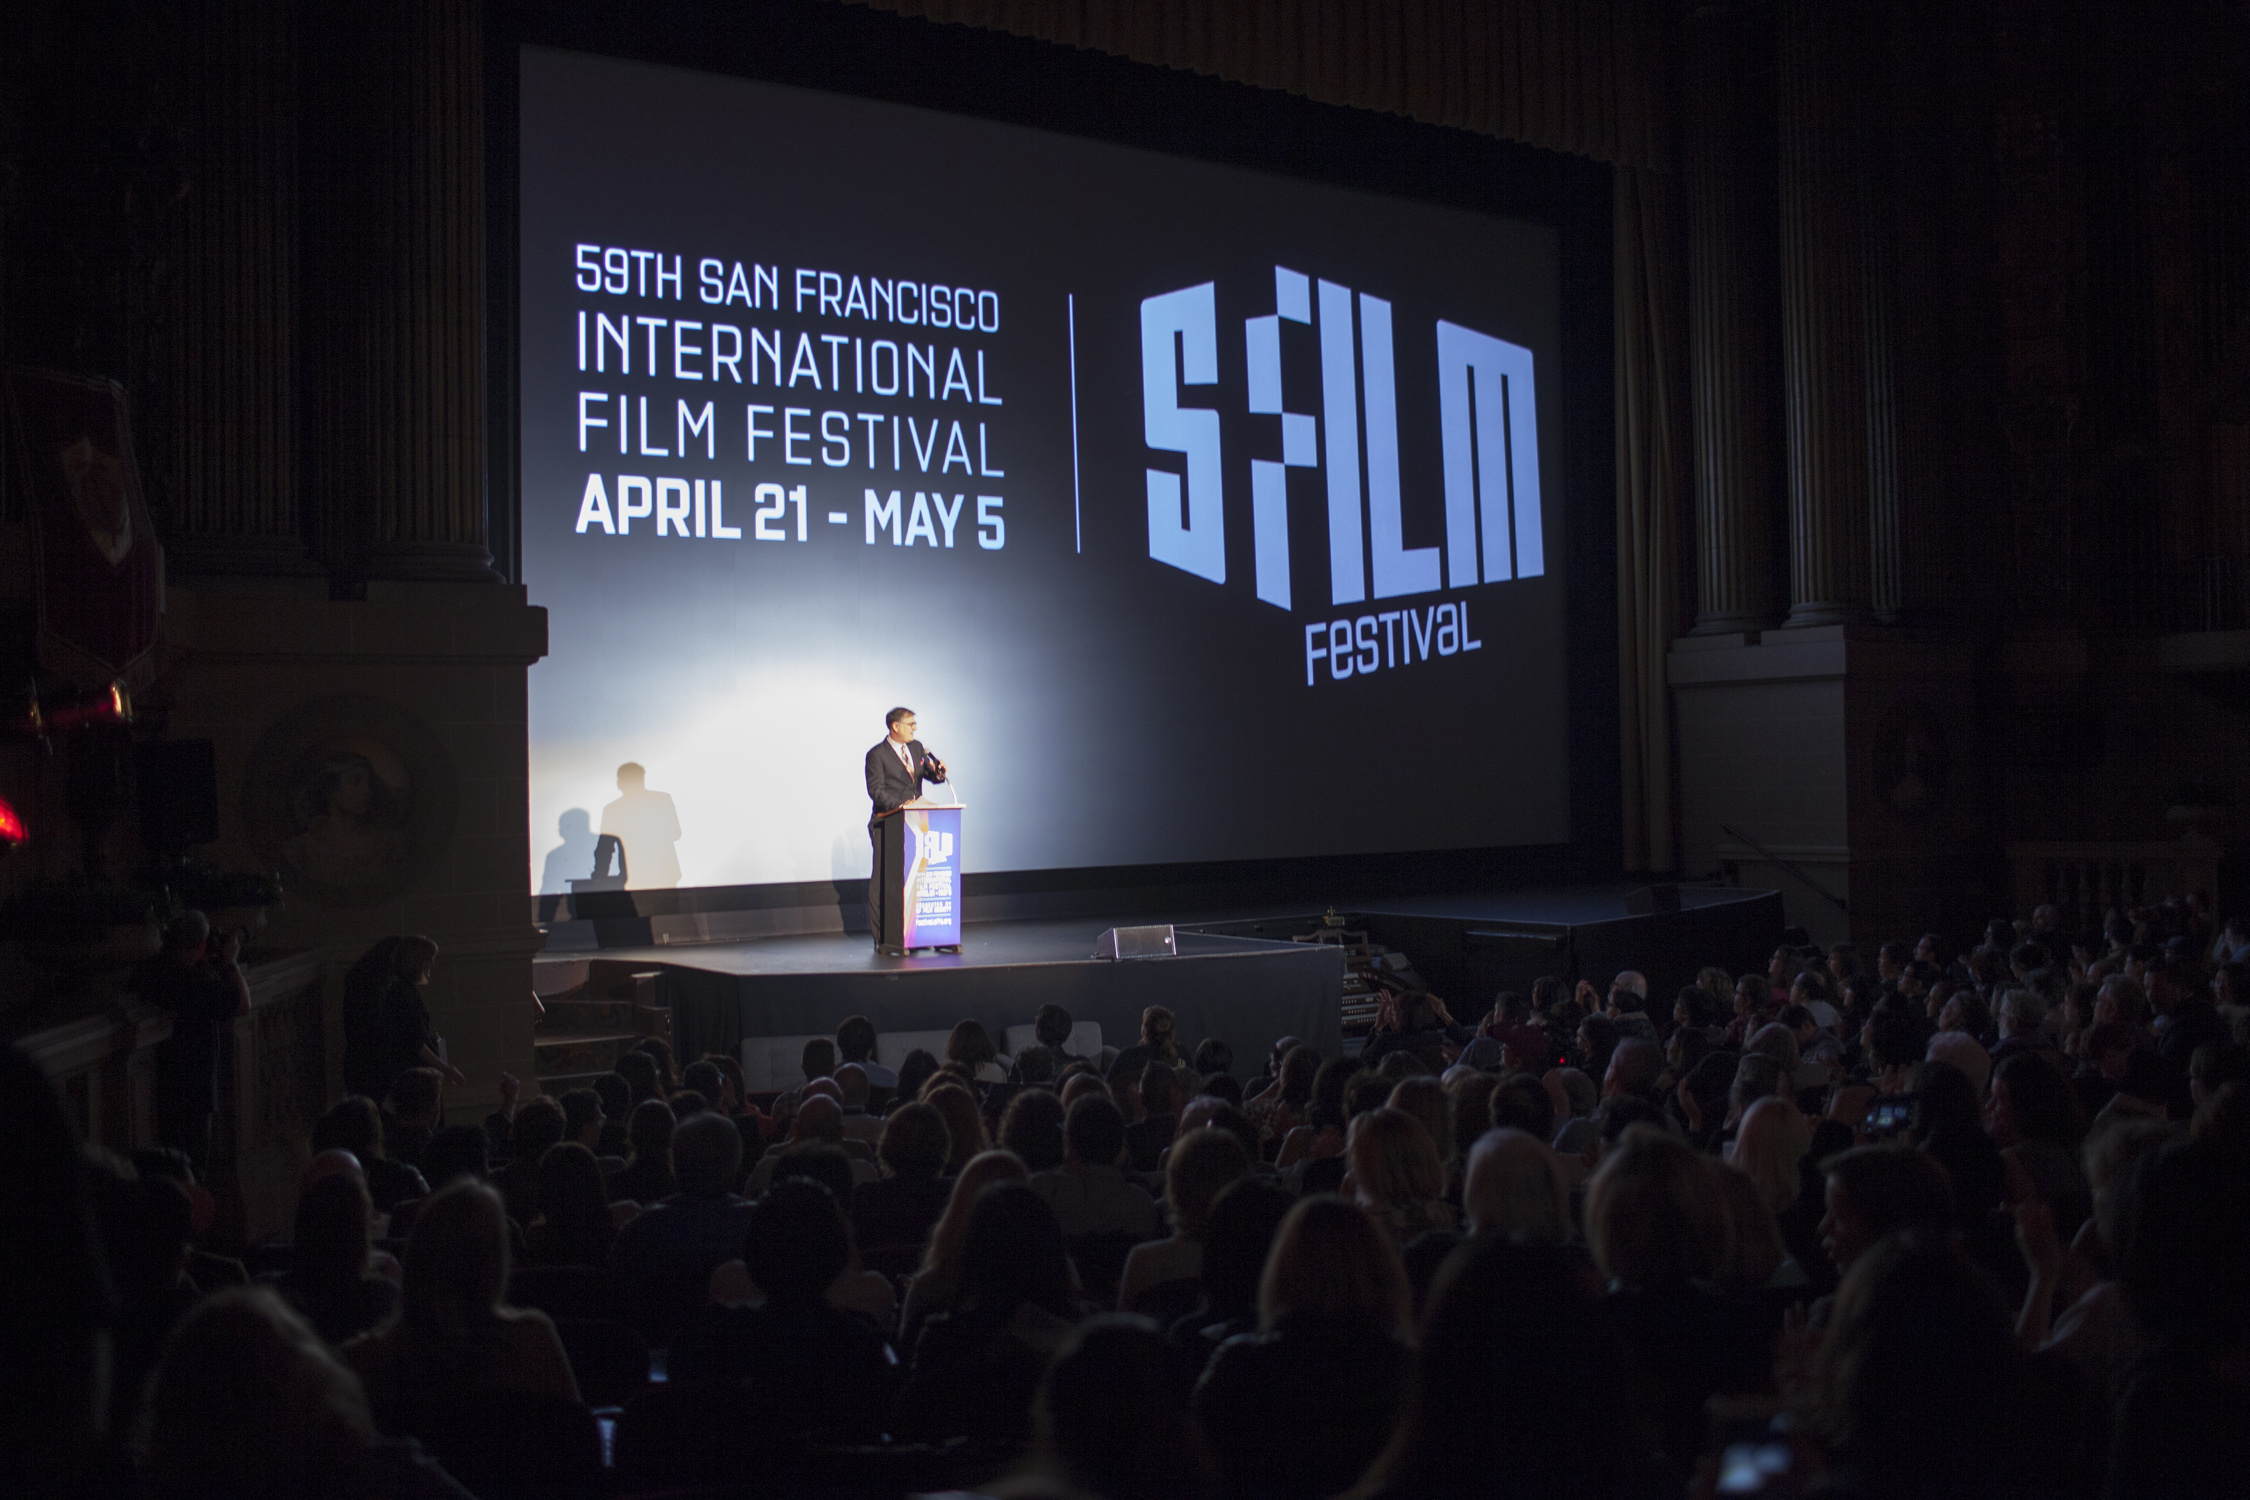 59TH SAN FRANCISCO
INTERNATIONAL
FILM FESTIVAL
APRIL 21 - MAY 5
SFILM
FESTIVAL